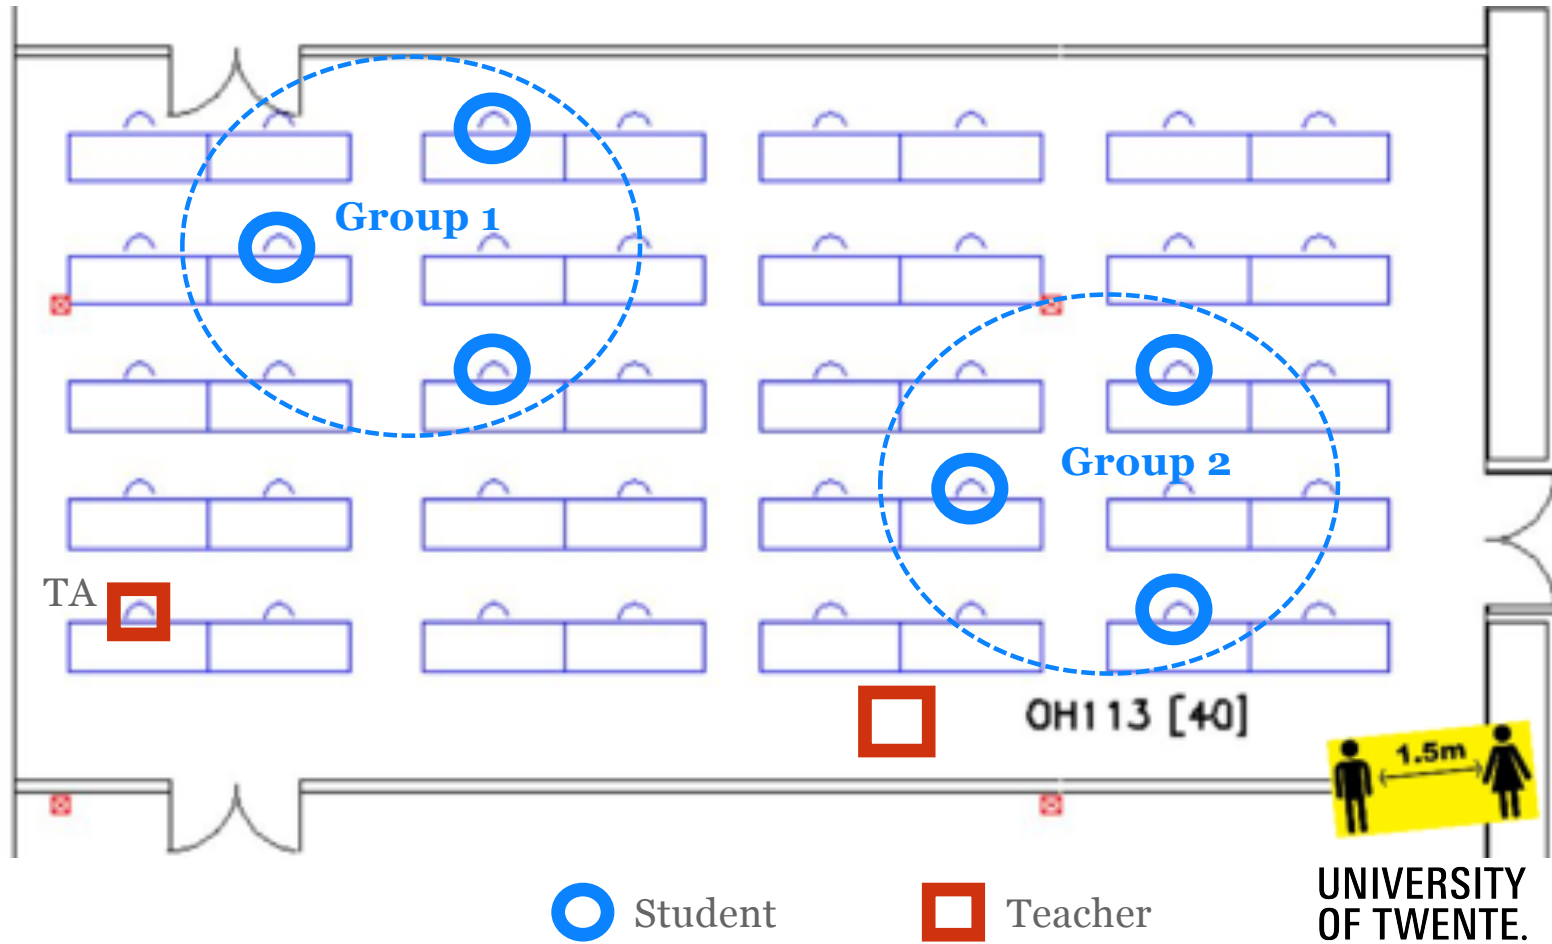 Group 1
Group 2
TA
OH113 [40]
1.5m
Student
Teacher
UNIVERSITY
OF TWENTE.